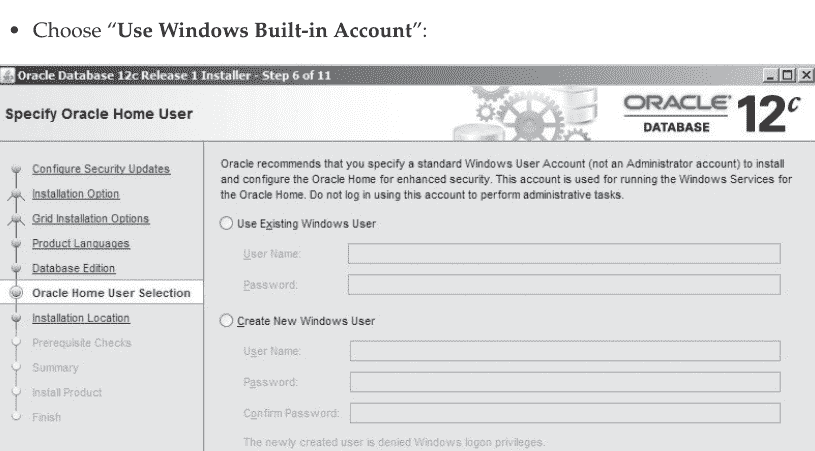 • Choose “Use Windows Built-in Account”:
Oracle Database 12c Release 1 Installer - Step 6 of 11
Specify Oracle Home User
ORACLE
DATABASE
12c
Configure Security Updates
Installation Option
Grid Installation Options
Product Languages
Database Edition
Oracle Home User Selection
Installation Location
Prerequisite Checks
Summary
Install Product
Finish
Oracle recommends that you specify a standard Windows User Account (not an Administrator account) to install
and configure the Oracle Home for enhanced security. This account is used for running the Windows Services for
the Oracle Home. Do not log in using this account to perform administrative tasks.
Use Existing Windows User
User Name:
Password:
Create New Windows User
User Name:
Password:
Confirm Password:
The newly created user is denied Windows logon privileges.